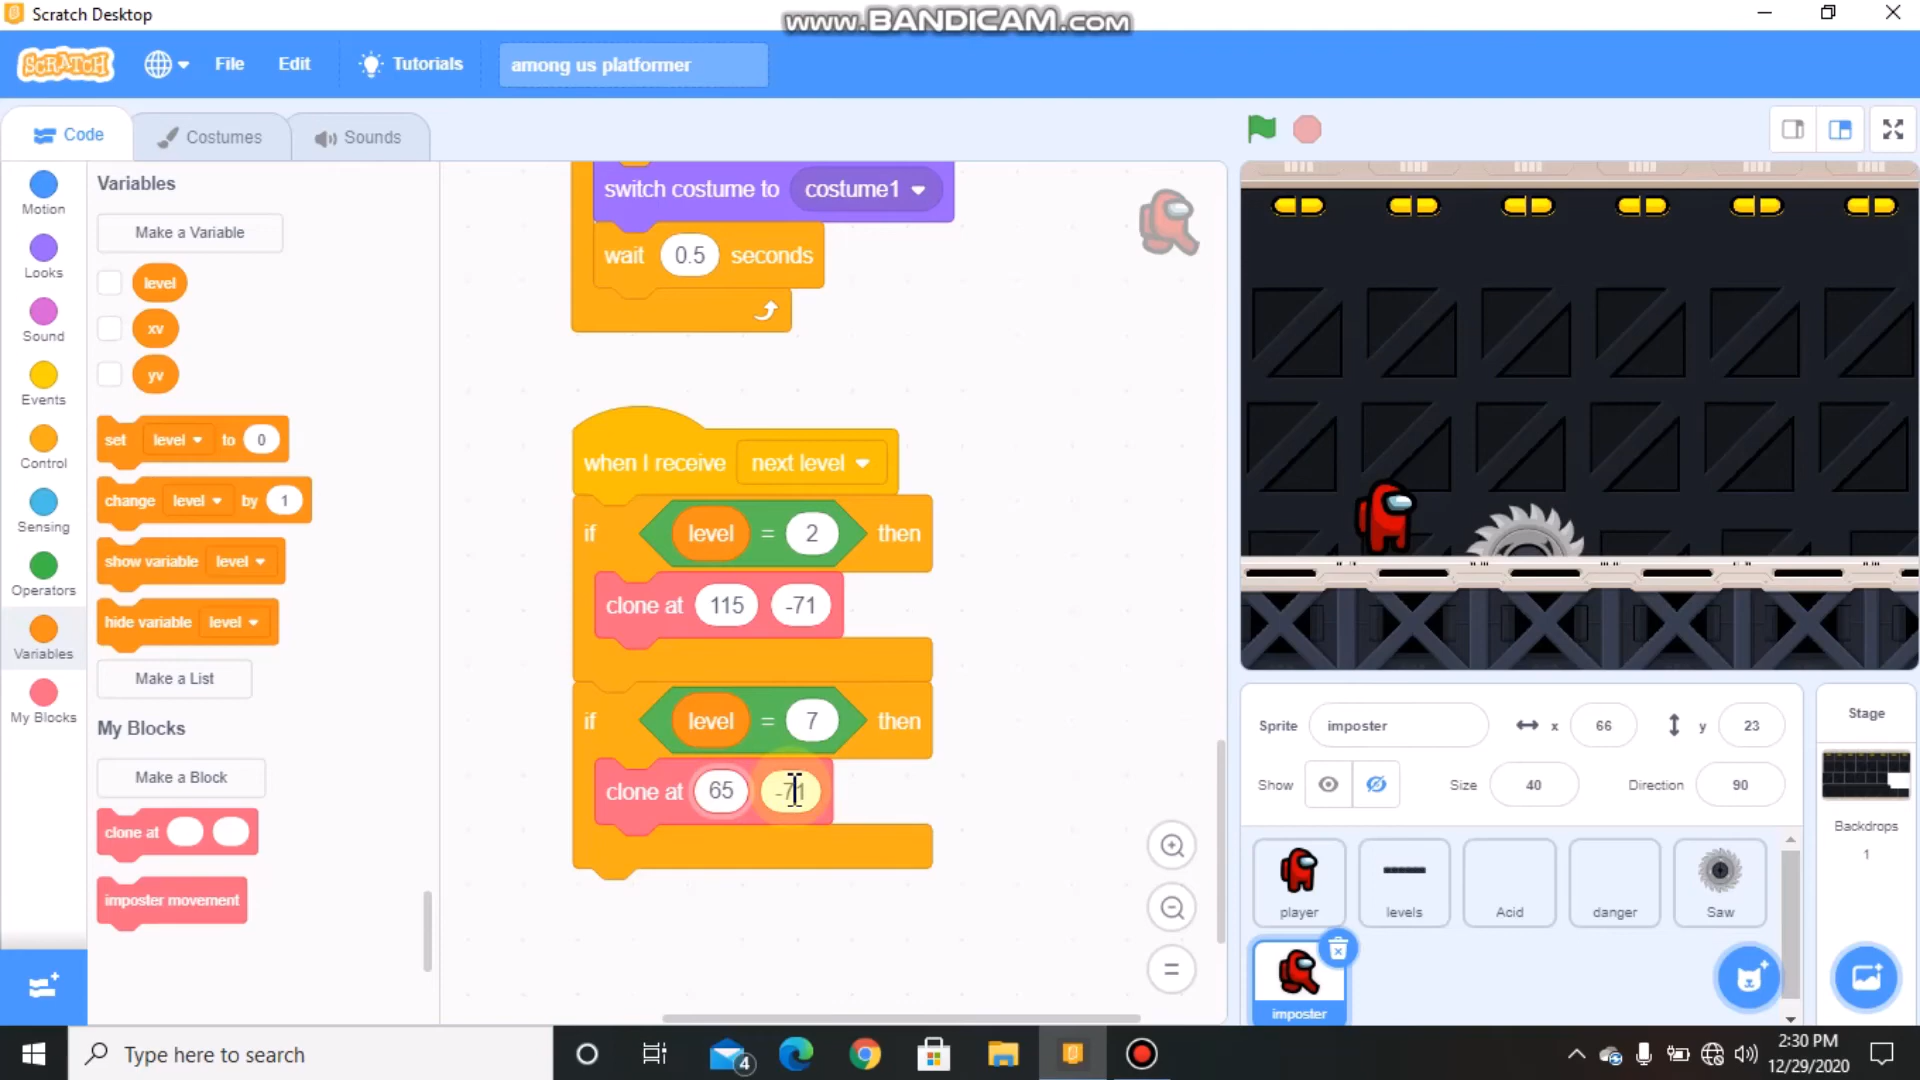 Scratch Desktop
www.BANDICAM.com
SCRATCH
File
Edit
Tutorials
among us platformer
Code
Costumes
Sounds
Motion
Looks
Sound
Events
Control
Sensing
Operators
Variables
My Blocks
Variables
Make a Variable
level
xv
yv
set level to 0
change level by 1
show variable level
hide variable level
Make a List
My Blocks
Make a Block
clone at
imposter movement
switch costume to costume1
wait 0.5 seconds
when I receive next level
if level = 2 then
clone at 115 -71
if level = 7 then
clone at 65 -71
Sprite imposter x 66 y 23
Show Size 40 Direction 90
player
levels
Acid
danger
Saw
imposter
Stage
Backdrops
1
Type here to search
4
2:30 PM
12/29/2020